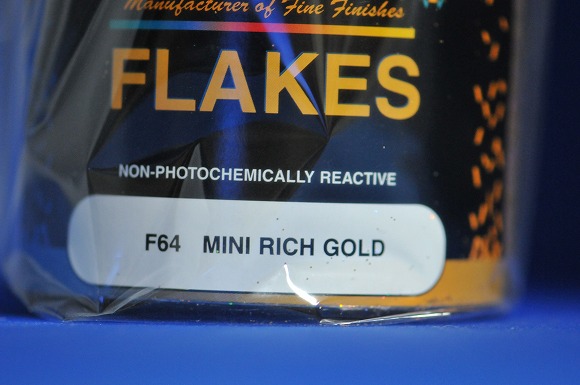 Manufacturer of Fine Finishes
FLAKES
NON-PHOTOCHEMICALLY REACTIVE
F64 MINI RICH GOLD